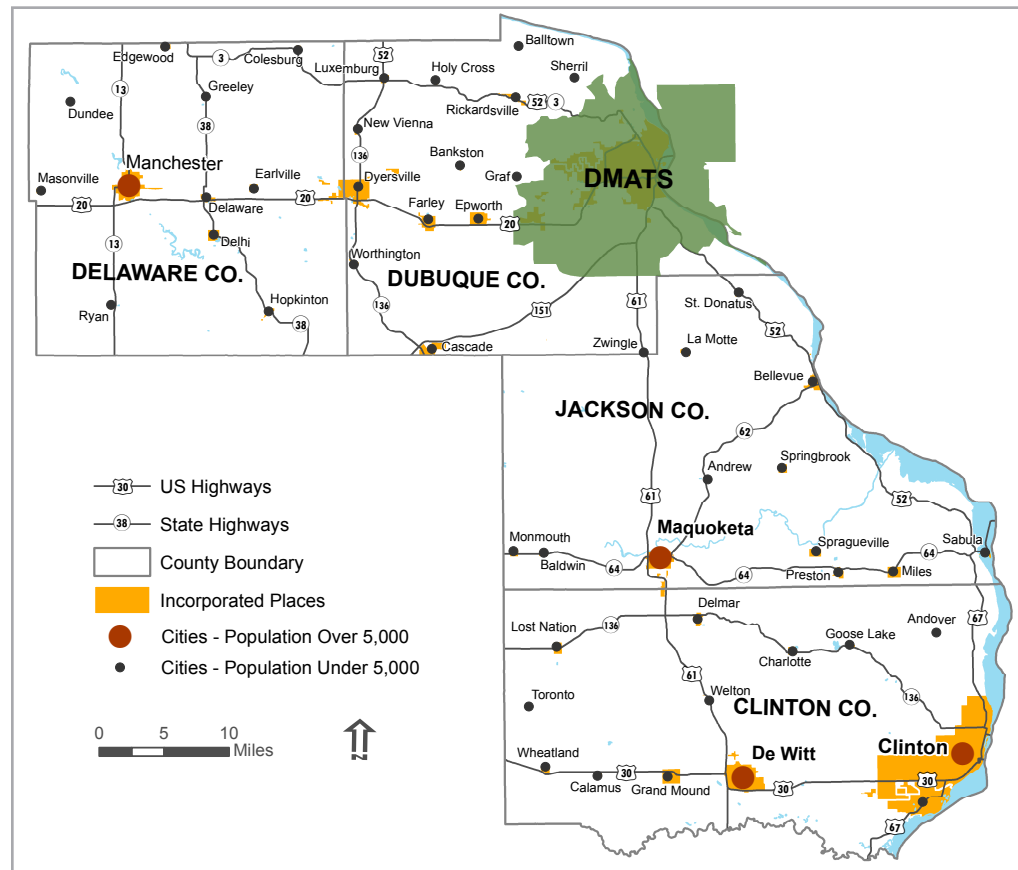 Balltown
Edgewood
3
Colesburg
52
Luxemburg
Holy Cross
Sherril
13
Greeley
Dundee
Rickardsville
52
3
38
New Vienna
136
Bankston
Manchester
Masonville
Earlville
Dyersville
Graf
DMATS
20
Delaware
20
Farley
Epworth
20
13
Delhi
Worthington
DELAWARE CO.
DUBUQUE CO.
Ryan
Hopkinton
38
136
151
61
St. Donatus
52
Cascade
Zwingle
La Motte
Bellevue
JACKSON CO.
62
Andrew
Springbrook
61
52
30
US Highways
38
State Highways
County Boundary
Incorporated Places
Cities - Population Over 5,000
Cities - Population Under 5,000
0
5
10
Miles
N
Maquoketa
Monmouth
Baldwin
64
Spragueville
64
Sabula
64
Preston
Miles
Delmar
67
Lost Nation
136
Goose Lake
Andover
Charlotte
61
Toronto
Welton
136
CLINTON CO.
Wheatland
De Witt
Clinton
30
Calamus
Grand Mound
30
30
67